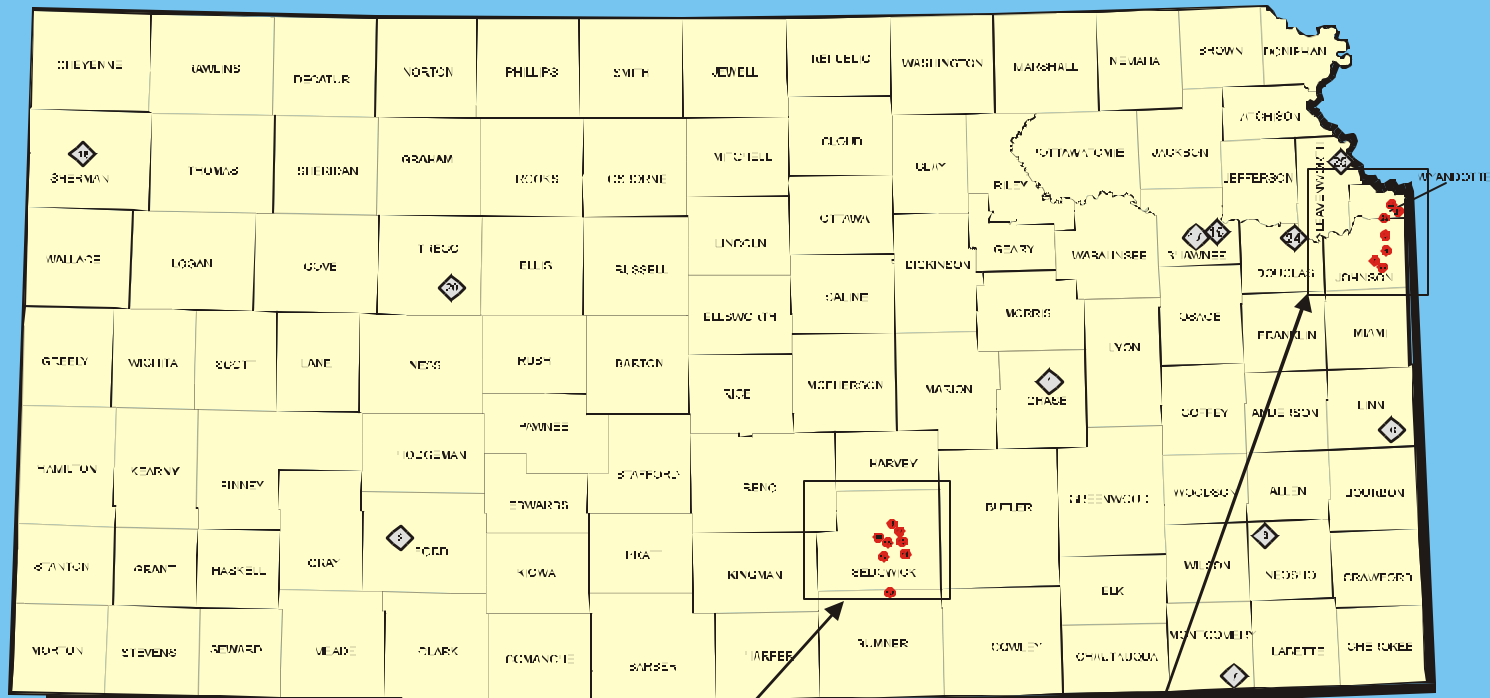 CHEYENNE
RAWLINS
DECATUR
NORTON
PHILLIPS
SMITH
JEWELL
REPUBLIC
WASHINGTON
MARSHALL
NEMAHA
BROWN
DONIPHAN
SHERMAN
THOMAS
SHERIDAN
GRAHAM
ROOKS
OSBORNE
MITCHELL
CLOUD
CLAY
RILEY
POTTAWATOMIE
JACKSON
ATCHISON
JEFFERSON
LEAVENWORTH
WYANDOTTE
WALLACE
LOGAN
GOVE
TREGO
20
ELLIS
RUSSELL
LINCOLN
OTTAWA
DICKINSON
GEARY
WABAUNSEE
SHAWNEE
24
DOUGLAS
JOHNSON
GREELY
WICHITA
SCOTT
LANE
NESS
RUSH
BARTON
ELLSWORTH
SALINE
RICE
MCPHERSON
MARION
MORRIS
CHASE
LYON
OSAGE
FRANKLIN
MIAMI
COFFEY
ANDERSON
LINN
HAMILTON
KEARNY
FINNEY
HODGEMAN
PAWNEE
STAFFORD
EDWARDS
RENO
HARVEY
BUTLER
GREENWOOD
WOODSON
ALLEN
BOURBON
STANTON
GRANT
HASKELL
GRAY
FORD
KIOWA
PRATT
KINGMAN
SEDGWICK
ELK
WILSON
NEOSHO
CRAWFORD
MORTON
STEVENS
SEWARD
MEADE
CLARK
COMANCHE
BARBER
HARPER
SUMNER
COWLEY
CHAUTAUQUA
MONTGOMERY
LABETTE
CHEROKEE